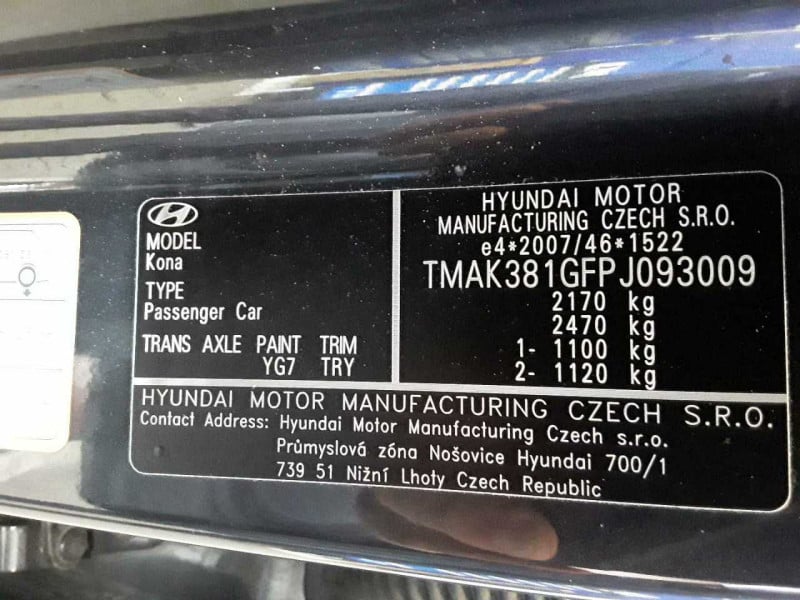 MODEL
Kona
TYPE
Passenger Car
TRANS AXLE PAINT TRIM
YG7 TRY
HYUNDAI MOTOR
MANUFACTURING CZECH S.R.O.
e4*2007/46*1522
TMAK381GFPJ093009
2170 kg
2470 kg
1- 1100 kg
2- 1120 kg
HYUNDAI MOTOR MANUFACTURING CZECH S.R.O.
Contact Address: Hyundai Motor Manufacturing Czech s.r.o.
Průmyslová zóna Nošovice Hyundai 700/1
739 51 Nižní Lhoty Czech Republic